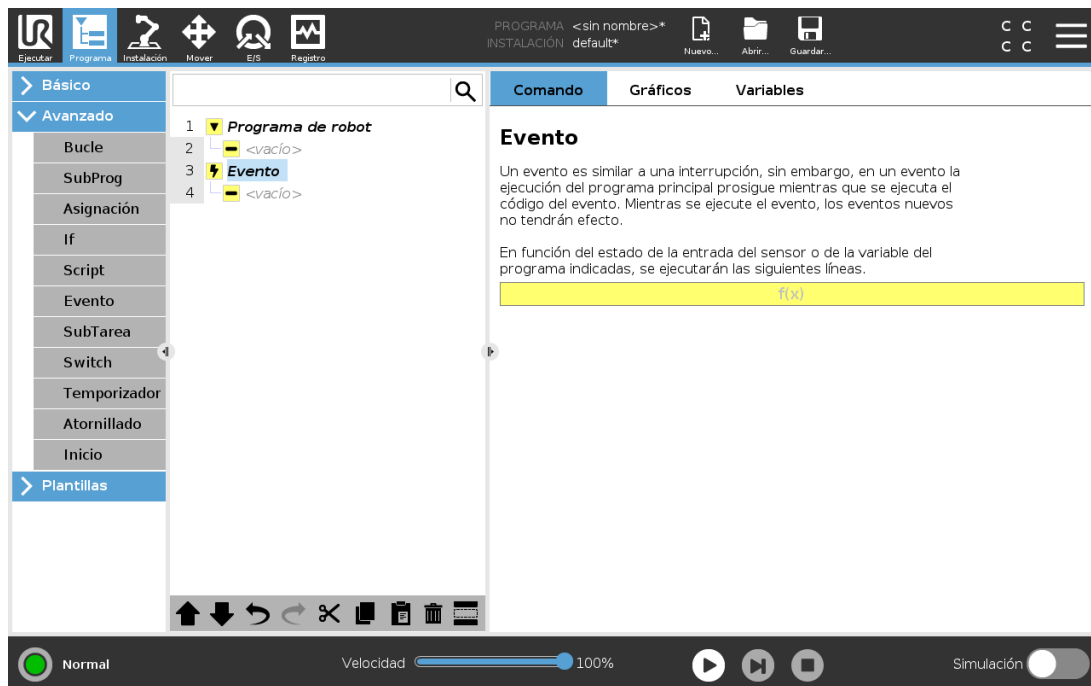 UR
PROGRAMA <sin nombre>*
INSTALACIÓN default*
C C
C C
Ejecutar Programa Instalación Mover E/S Registro Nuevo... Abrir... Guardar...
Básico
Avanzado
Bucle
SubProg
Asignación
If
Script
Evento
SubTarea
Switch
Temporizador
Atornillado
Inicio
Plantillas
1 Programa de robot
2 <vacío>
3 Evento
4 <vacío>
Comando Gráficos Variables
Evento
Un evento es similar a una interrupción, sin embargo, en un evento la
ejecución del programa principal prosigue mientras que se ejecuta el
código del evento. Mientras se ejecute el evento, los eventos nuevos
no tendrán efecto.
En función del estado de la entrada del sensor o de la variable del
programa indicadas, se ejecutarán las siguientes líneas.
f(x)
Normal
Velocidad 100%
Simulación